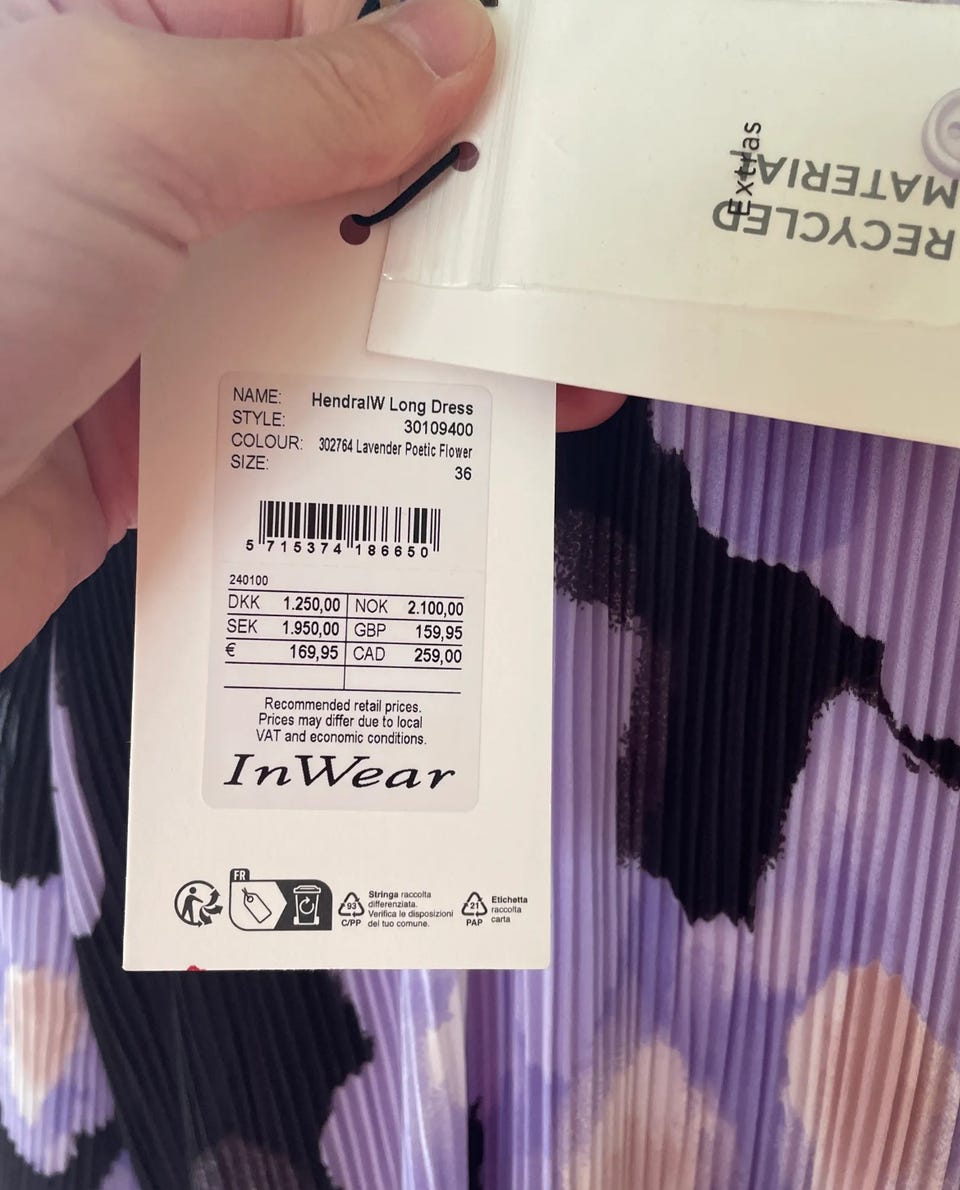 Extras
RECYCLED
MATERIA
NAME: HendraIW Long Dress
STYLE: 30109400
COLOUR: 302764 Lavender Poetic Flower
SIZE: 36
5 715374 186650
240100
DKK 1.250,00 NOK 2.100,00
SEK 1.950,00 GBP 159,95
€ 169,95 CAD 259,00
Recommended retail prices.
Prices may differ due to local
VAT and economic conditions.
InWear
FR
93
C/PP
Stringa raccolta
differenziata.
Verifica le disposizioni
del tuo comune.
21
PAP
Etichetta
raccolta
carta